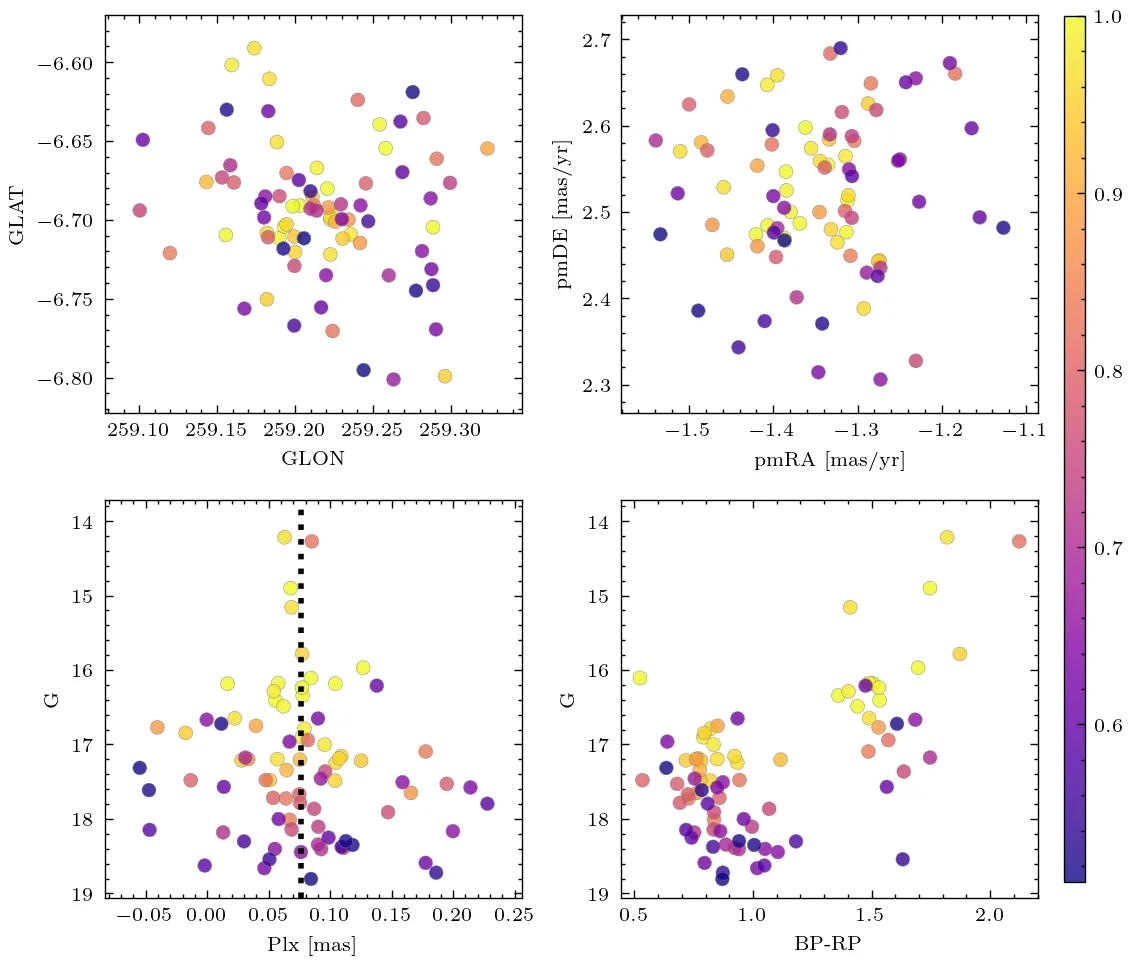 −6.60
−6.65
−6.70
−6.75
−6.80
GLAT
259.10 259.15 259.20 259.25 259.30
GLON
2.7
2.6
2.5
2.4
2.3
pmDE [mas/yr]
−1.5 −1.4 −1.3 −1.2 −1.1
pmRA [mas/yr]
14
15
16
17
18
19
G
−0.05 0.00 0.05 0.10 0.15 0.20 0.25
Plx [mas]
14
15
16
17
18
19
G
0.5 1.0 1.5 2.0
BP-RP
1.0
0.9
0.8
0.7
0.6